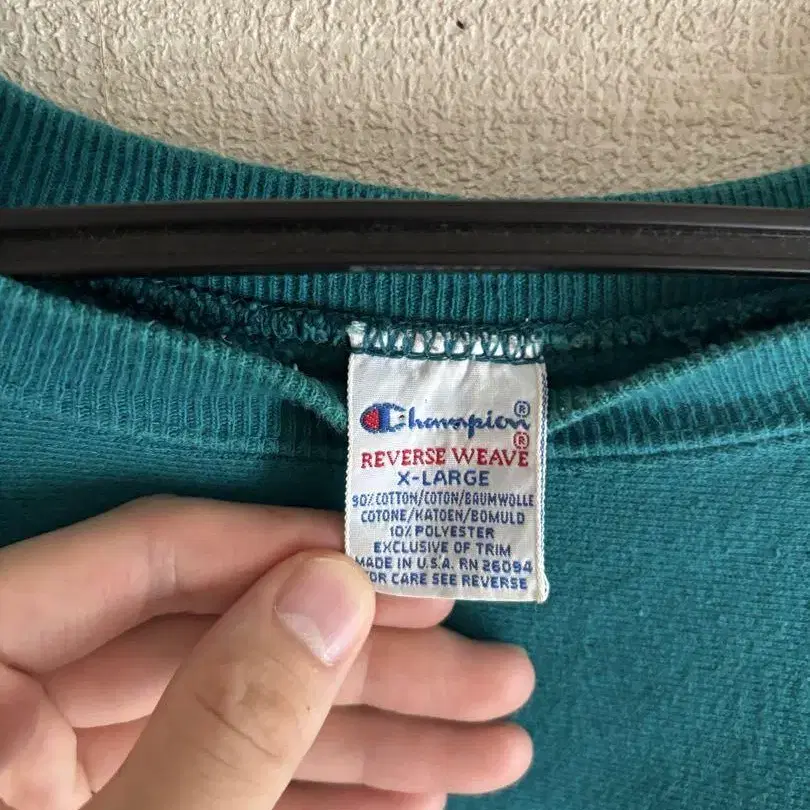 Champion®
®
REVERSE WEAVE
X-LARGE
90% COTTON/COTON/BAUMWOLLE
COTONE/KATOEN/BOMULD
10% POLYESTER
EXCLUSIVE OF TRIM
MADE IN U.S.A. RN 26094
FOR CARE SEE REVERSE